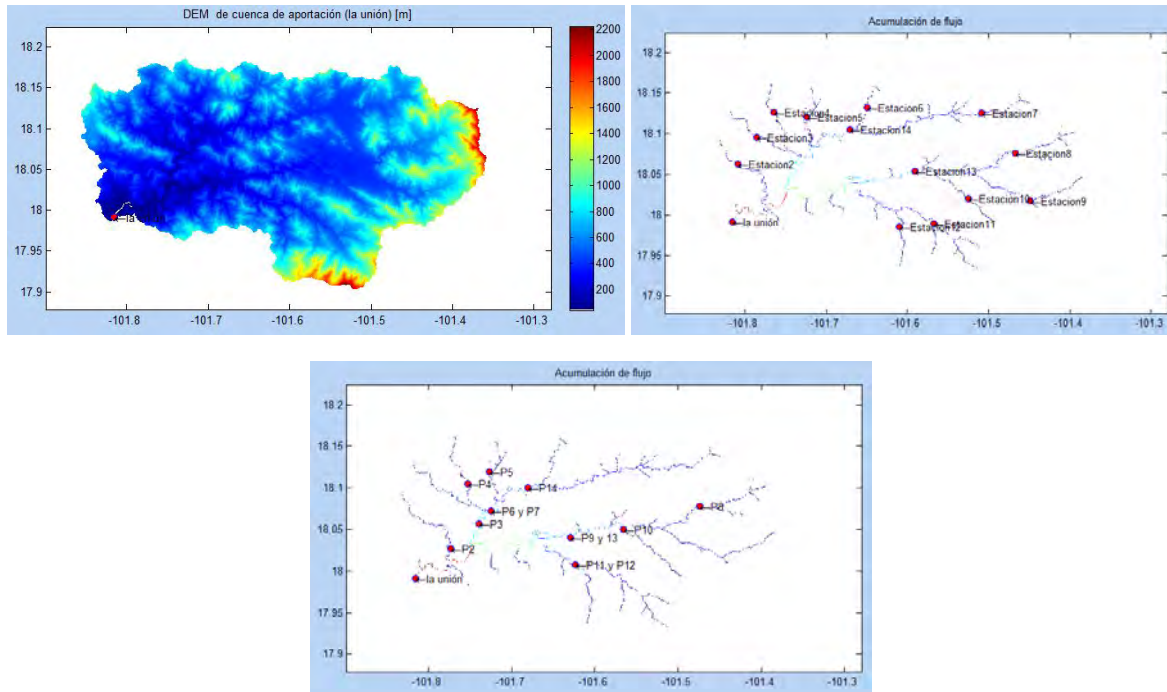 DEM de cuenca de aportación (la unión) [m]
18.2
18.15
18.1
18.05
18
17.95
17.9
-101.8
-101.7
-101.6
-101.5
-101.4
-101.3
2200
2000
1800
1600
1400
1200
1000
800
600
400
200
Acumulación de flujo
18.2
18.15
18.1
18.05
18
17.95
17.9
Estacion4
Estacion5
Estacion6
Estacion7
Estacion14
Estacion3
Estacion8
Estacion2
Estacion13
Estacion10
Estacion9
la unión
Estacion12
Estacion11
-101.8
-101.7
-101.6
-101.5
-101.4
-101.3
Acumulación de flujo
18.2
18.15
18.1
18.05
18
17.95
17.9
P5
P4
P14
P8
P6 y P7
P3
P10
P9 y 13
P2
P11 y P12
la unión
-101.8
-101.7
-101.6
-101.5
-101.4
-101.3